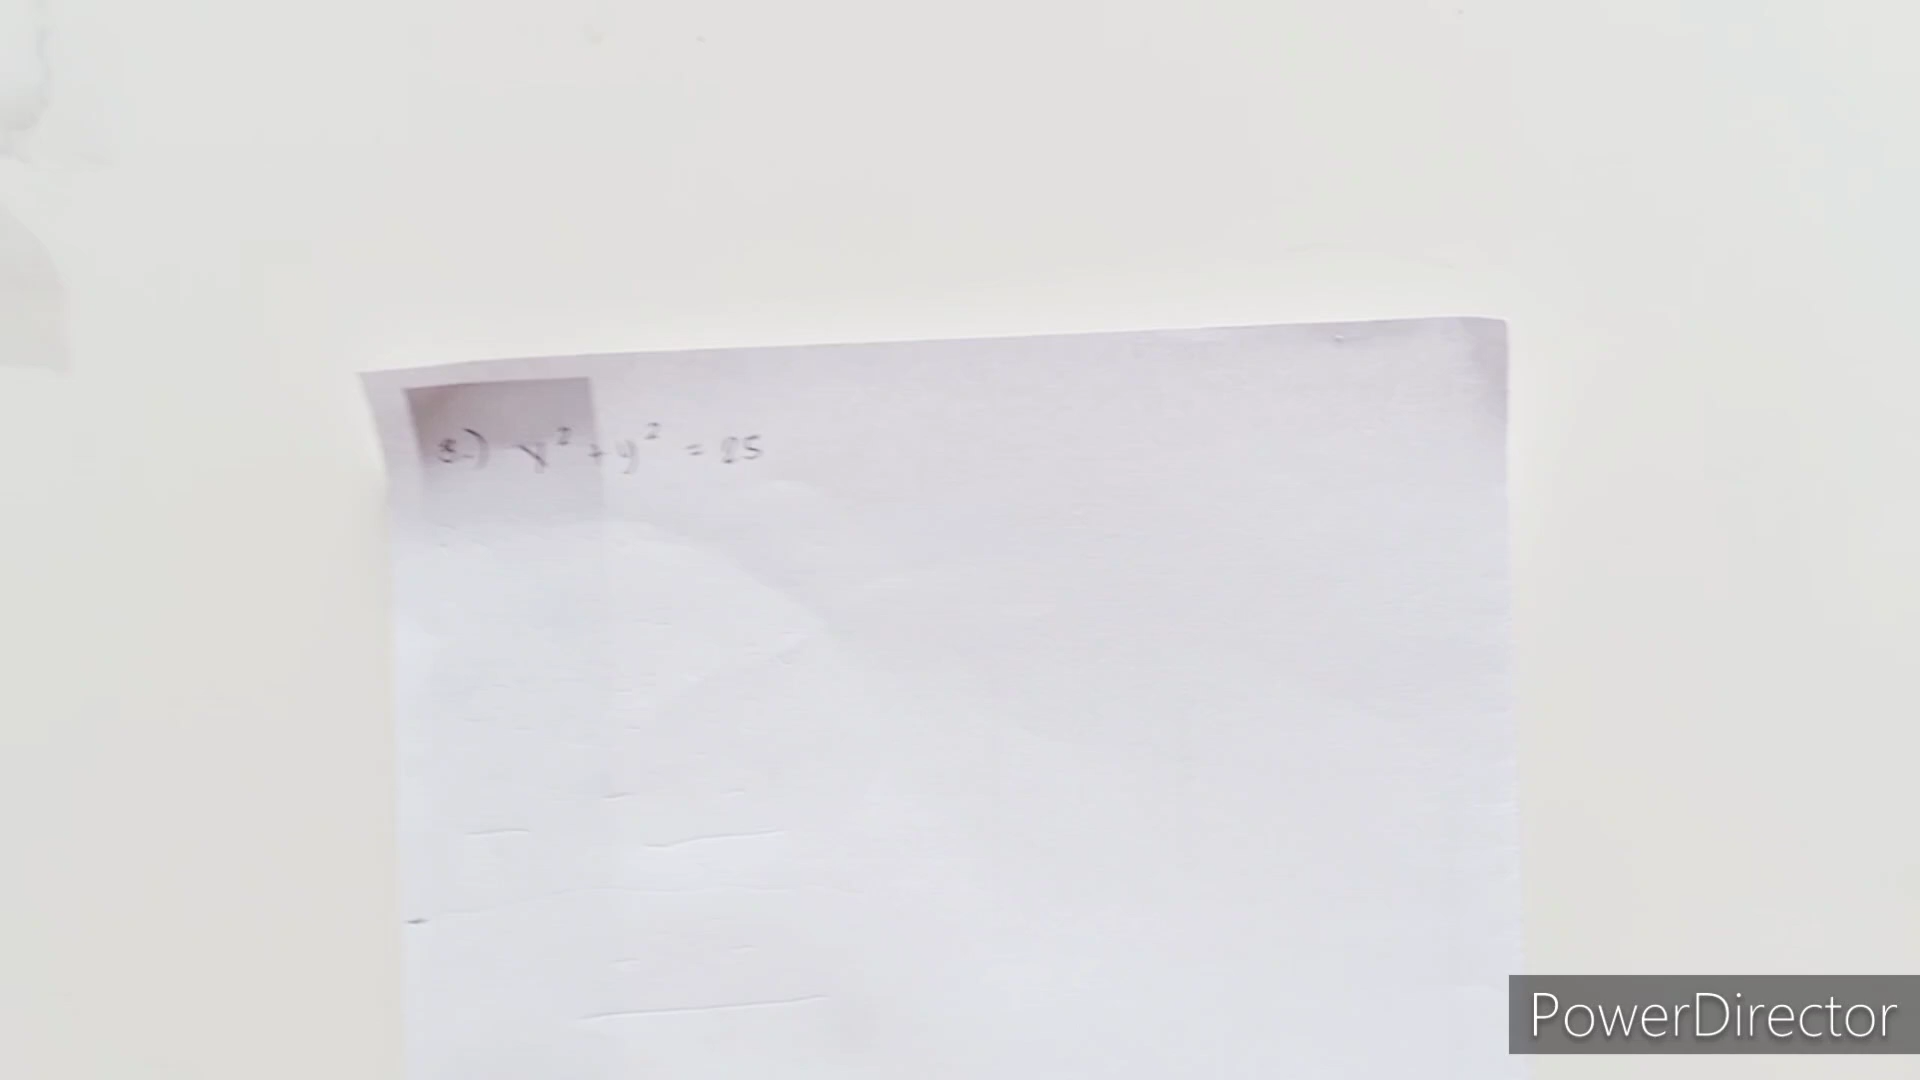 8.) x² + y² = 25
PowerDirector